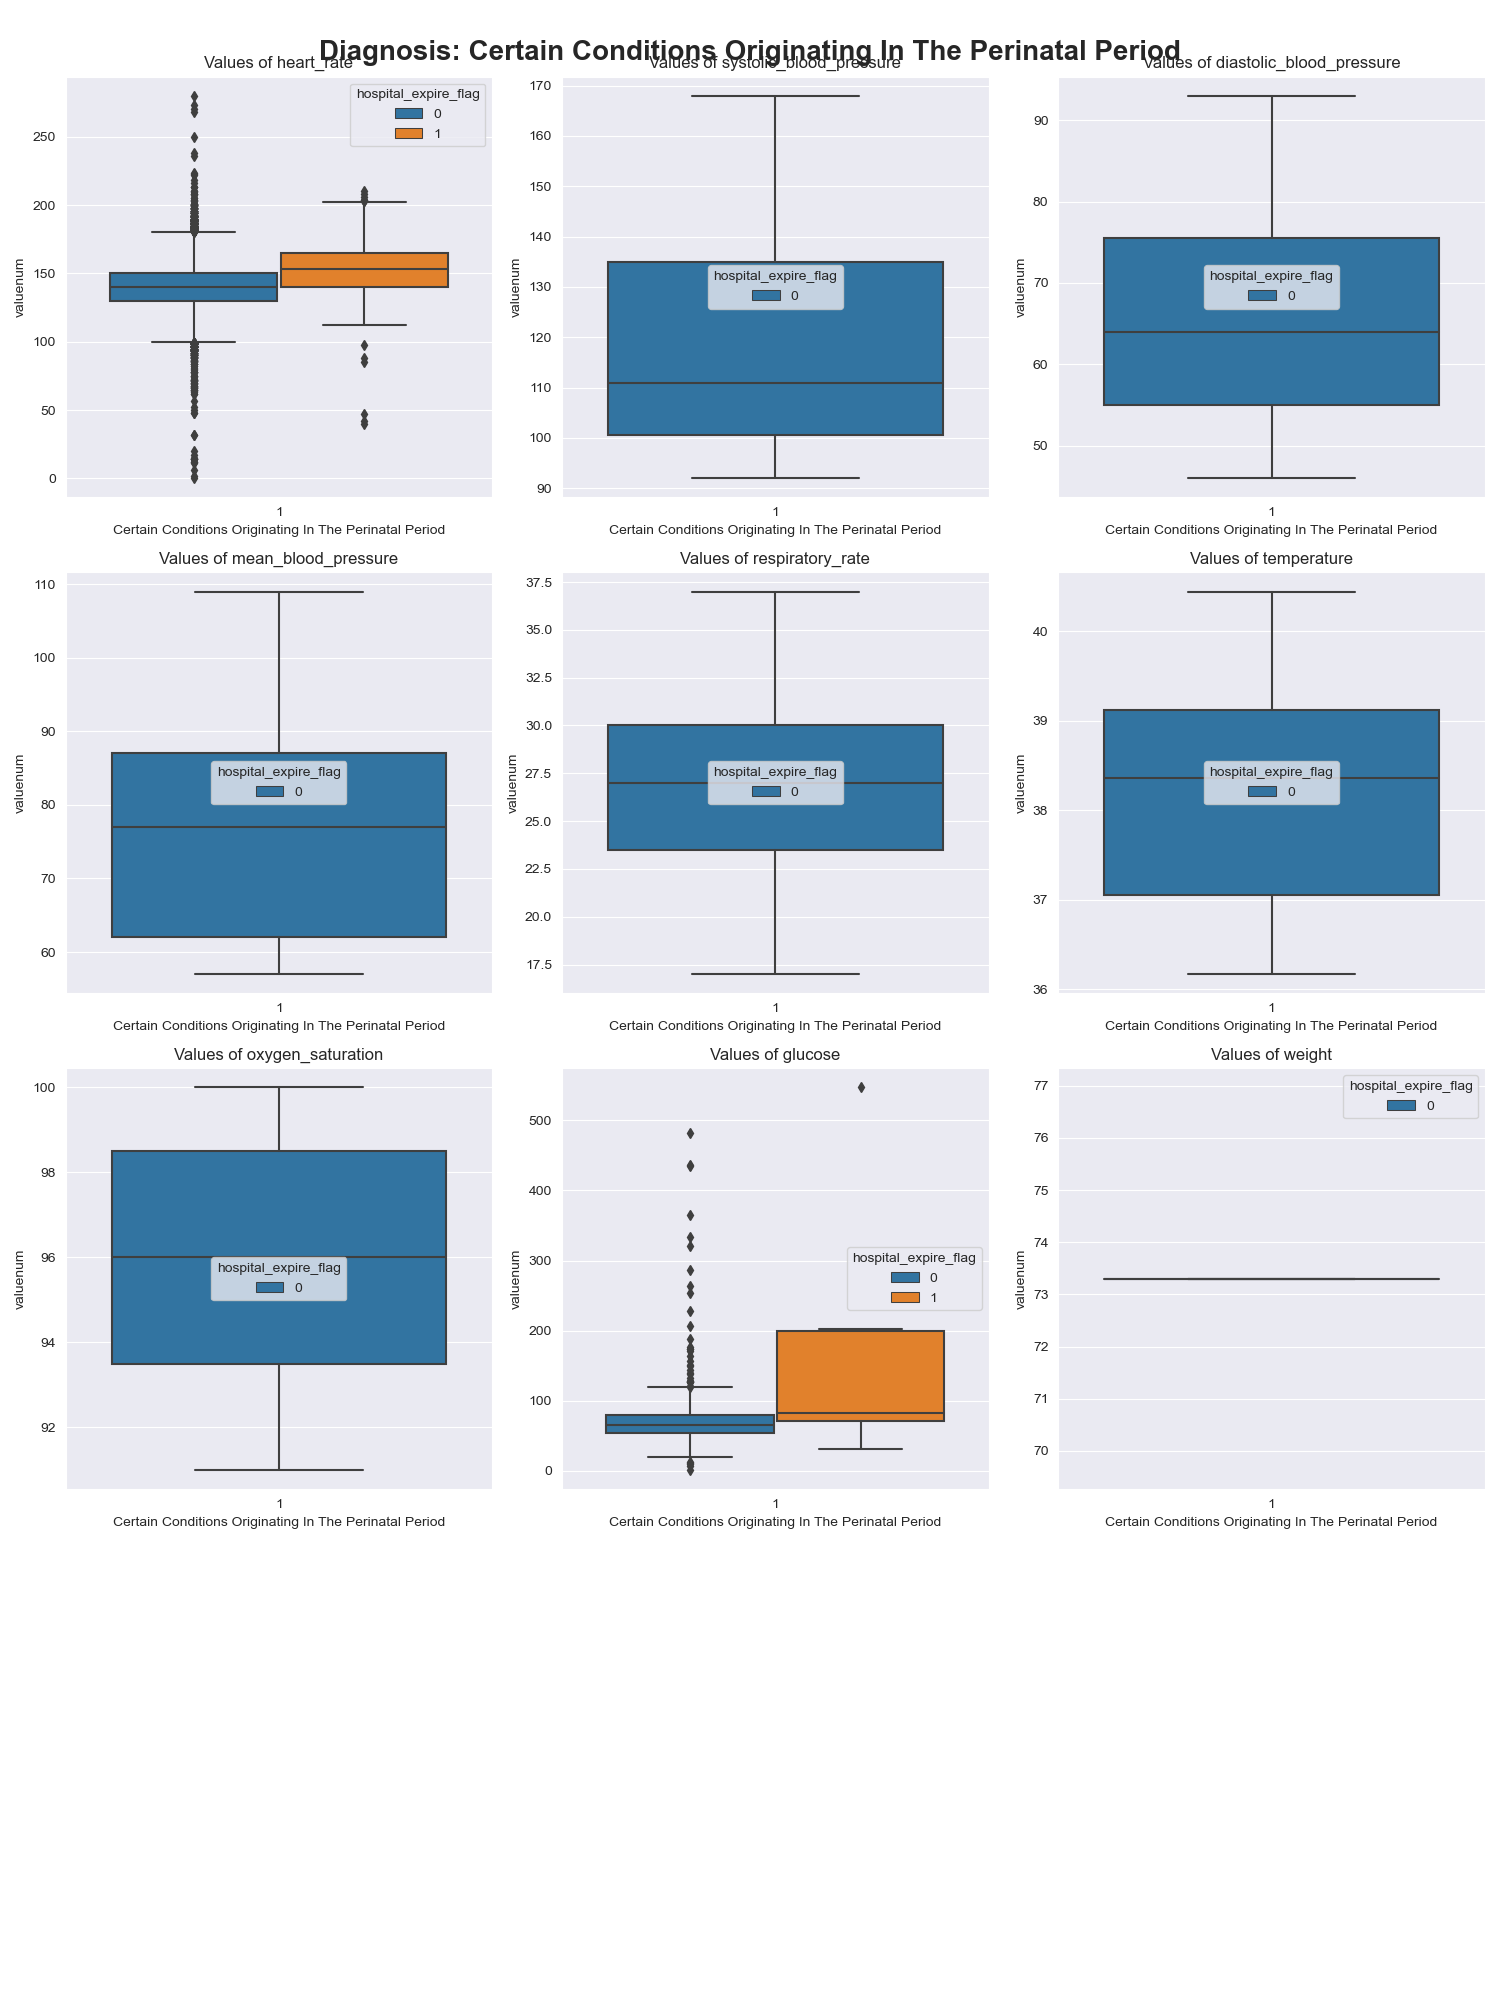 Diagnosis: Certain Conditions Originating In The Perinatal Period
Values of heart_rate
valuenum
250
200
150
100
50
0
hospital_expire_flag
0
1
1
Certain Conditions Originating In The Perinatal Period
Values of systolic_blood_pressure
valuenum
170
160
150
140
130
120
110
100
90
hospital_expire_flag
0
1
Certain Conditions Originating In The Perinatal Period
Values of diastolic_blood_pressure
valuenum
90
80
70
60
50
hospital_expire_flag
0
1
Certain Conditions Originating In The Perinatal Period
Values of mean_blood_pressure
valuenum
110
100
90
80
70
60
hospital_expire_flag
0
1
Certain Conditions Originating In The Perinatal Period
Values of respiratory_rate
valuenum
37.5
35.0
32.5
30.0
27.5
25.0
22.5
20.0
17.5
hospital_expire_flag
0
1
Certain Conditions Originating In The Perinatal Period
Values of temperature
valuenum
40
39
38
37
36
hospital_expire_flag
0
1
Certain Conditions Originating In The Perinatal Period
Values of oxygen_saturation
valuenum
100
98
96
94
92
hospital_expire_flag
0
1
Certain Conditions Originating In The Perinatal Period
Values of glucose
valuenum
500
400
300
200
100
0
hospital_expire_flag
0
1
1
Certain Conditions Originating In The Perinatal Period
Values of weight
valuenum
77
76
75
74
73
72
71
70
hospital_expire_flag
0
1
Certain Conditions Originating In The Perinatal Period